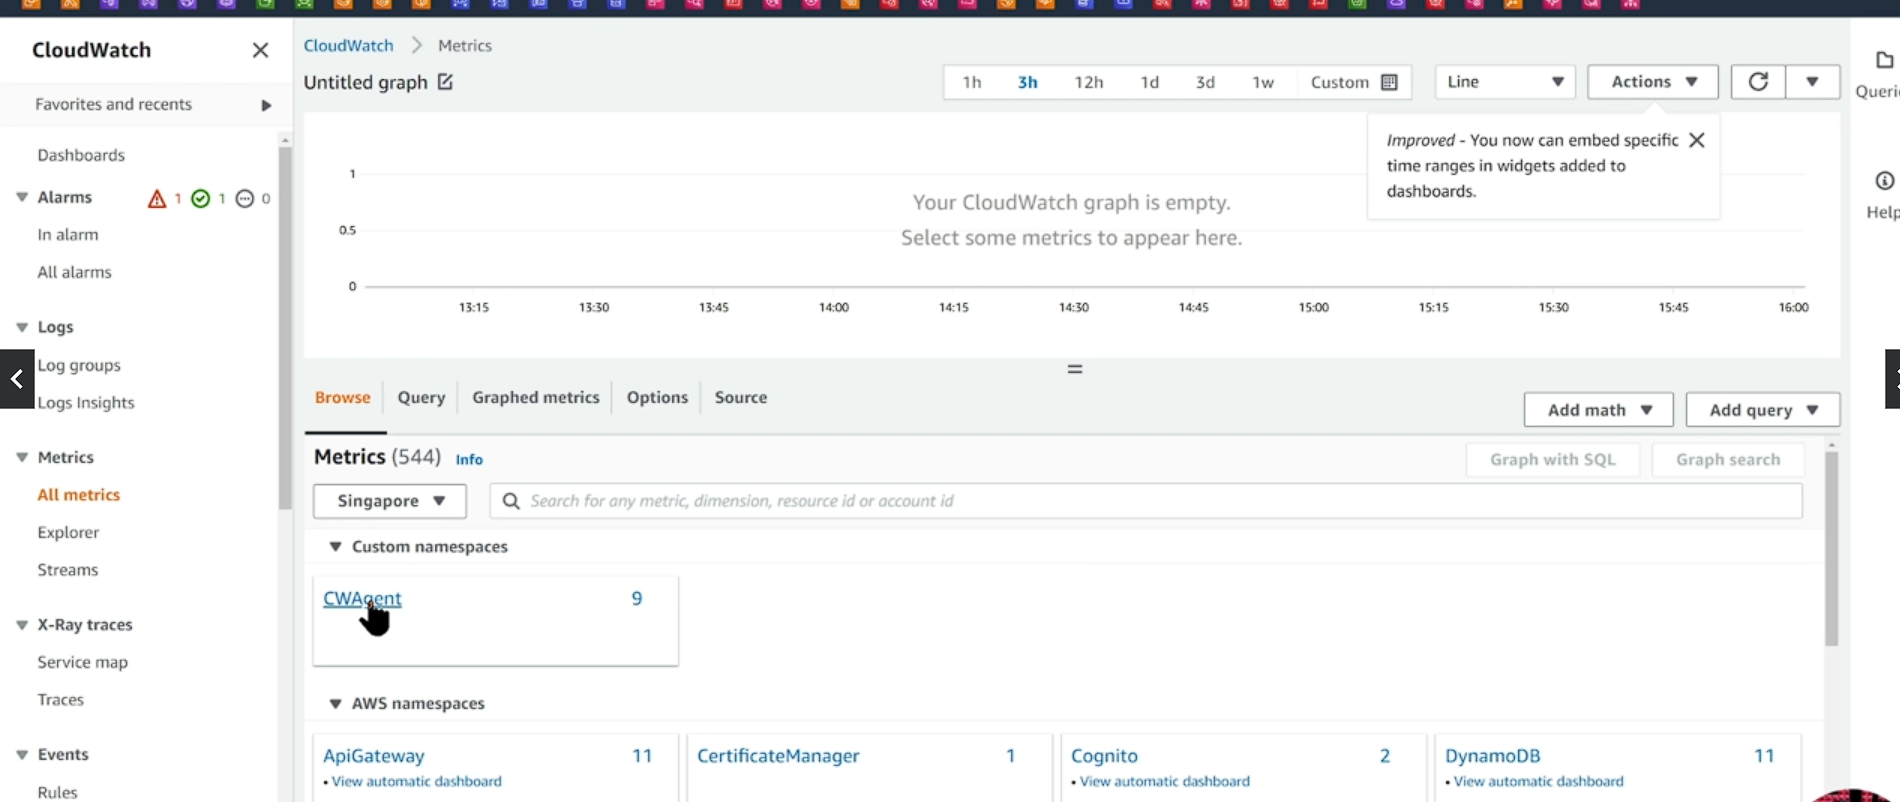 CloudWatch
Favorites and recents
Dashboards
Alarms 1 1 0
In alarm
All alarms
Logs
Log groups
Logs Insights
Metrics
All metrics
Explorer
Streams
X-Ray traces
Service map
Traces
Events
Rules
CloudWatch > Metrics
Untitled graph
1h 3h 12h 1d 3d 1w Custom
Line
Actions
Improved - You now can embed specific
time ranges in widgets added to
dashboards.
1
0.5
0
Your CloudWatch graph is empty.
Select some metrics to appear here.
13:15 13:30 13:45 14:00 14:15 14:30 14:45 15:00 15:15 15:30 15:45 16:00
Browse Query Graphed metrics Options Source
Add math Add query
Metrics (544) Info
Graph with SQL Graph search
Singapore
Search for any metric, dimension, resource id or account id
Custom namespaces
CWAgent 9
AWS namespaces
ApiGateway 11
• View automatic dashboard
CertificateManager 1
Cognito 2
• View automatic dashboard
DynamoDB 11
• View automatic dashboard
Help